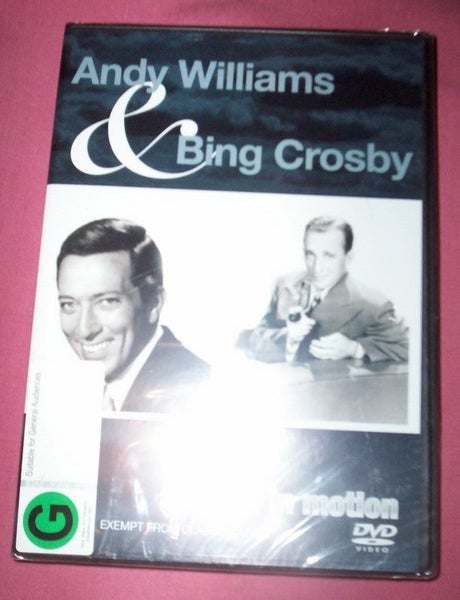 Andy Williams
&
Bing Crosby
Suitable for General Audiences.
G
motion
EXEMPT FROM
DVD
VIDEO